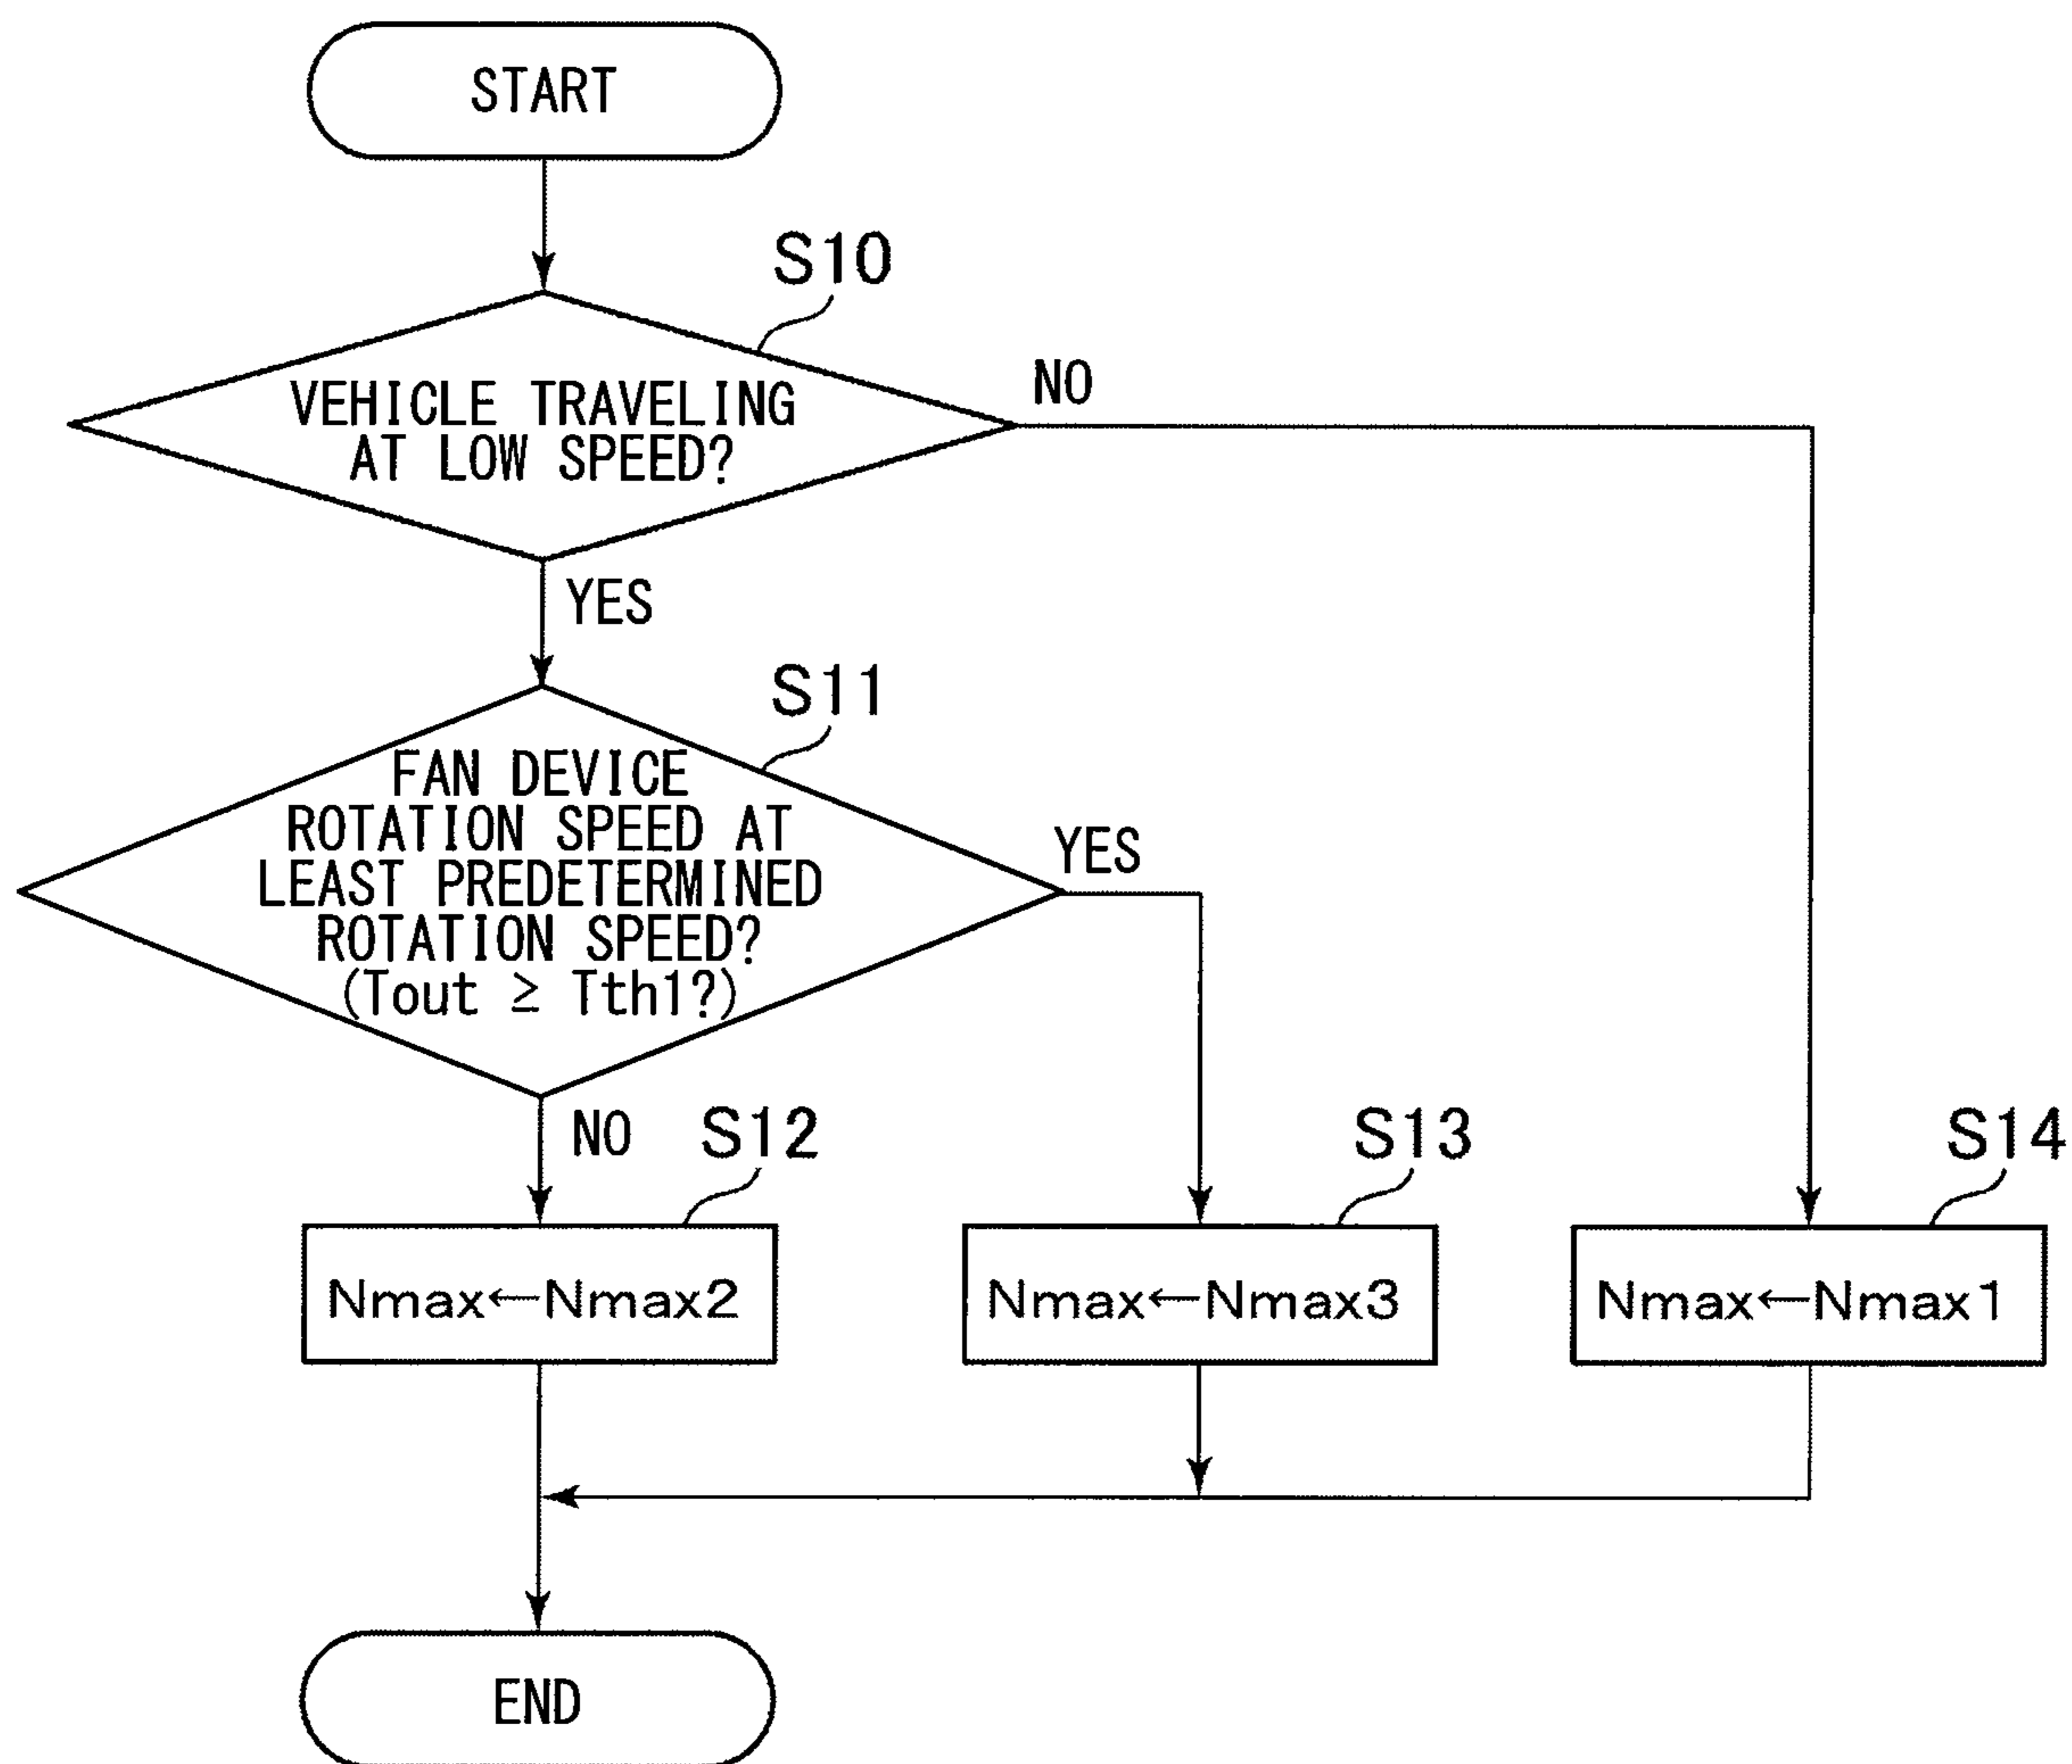 START
S10
VEHICLE TRAVELING
AT LOW SPEED?
NO
YES
S11
FAN DEVICE
ROTATION SPEED AT
LEAST PREDETERMINED
ROTATION SPEED?
(Tout ≥ Tth1?)
YES
NO
S12
S13
S14
Nmax←Nmax2
Nmax←Nmax3
Nmax←Nmax1
END